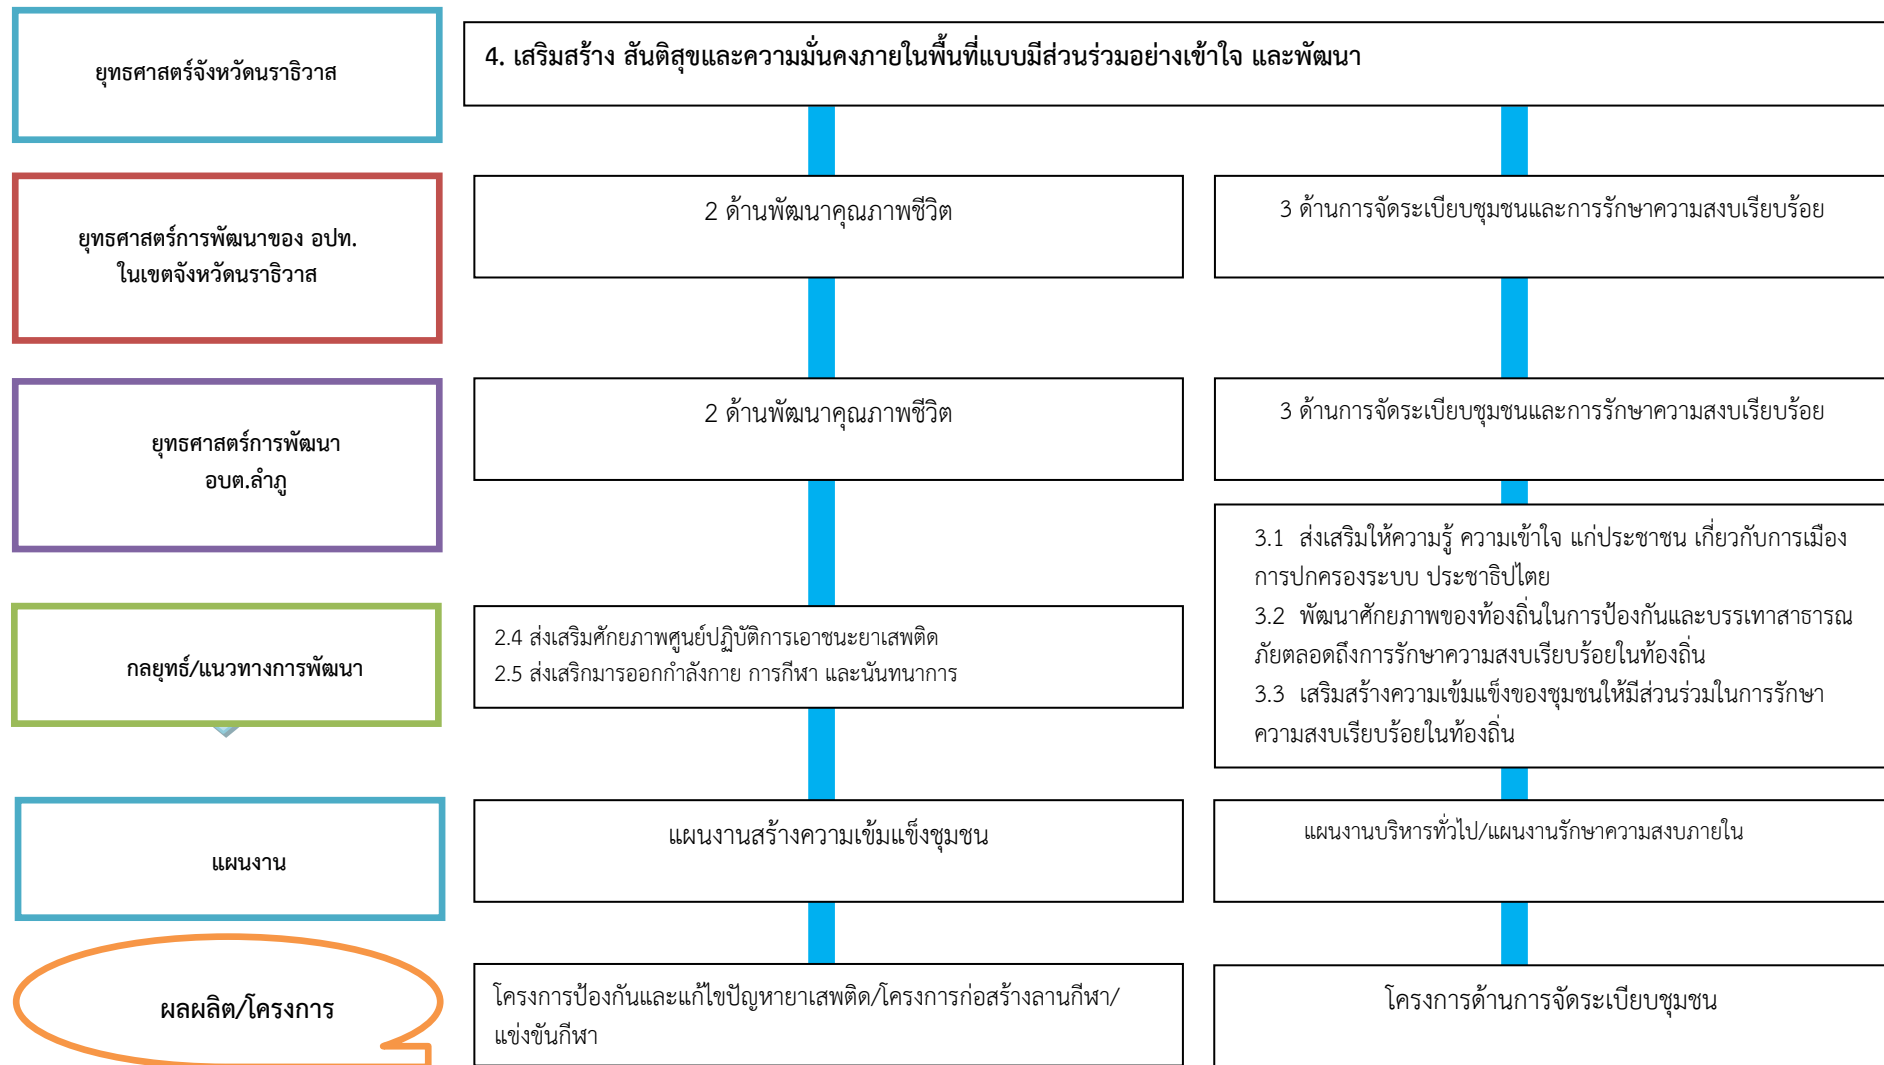 ยุทธศาสตร์จังหวัดนราธิวาส
4. เสริมสร้าง สันติสุขและความมั่นคงภายในพื้นที่แบบมีส่วนร่วมอย่างเข้าใจ และพัฒนา
ยุทธศาสตร์การพัฒนาของ อปท.
ในเขตจังหวัดนราธิวาส
2 ด้านพัฒนาคุณภาพชีวิต
3 ด้านการจัดระเบียบชุมชนและการรักษาความสงบเรียบร้อย
ยุทธศาสตร์การพัฒนา
อบต.ลำภู
2 ด้านพัฒนาคุณภาพชีวิต
3 ด้านการจัดระเบียบชุมชนและการรักษาความสงบเรียบร้อย
กลยุทธ์/แนวทางการพัฒนา
2.4 ส่งเสริมศักยภาพศูนย์ปฏิบัติการเอาชนะยาเสพติด
2.5 ส่งเสริกมารออกกำลังกาย การกีฬา และนันทนาการ
3.1 ส่งเสริมให้ความรู้ ความเข้าใจ แก่ประชาชน เกี่ยวกับการเมือง
การปกครองระบบ ประชาธิปไตย
3.2 พัฒนาศักยภาพของท้องถิ่นในการป้องกันและบรรเทาสาธารณ
ภัยตลอดถึงการรักษาความสงบเรียบร้อยในท้องถิ่น
3.3 เสริมสร้างความเข้มแข็งของชุมชนให้มีส่วนร่วมในการรักษา
ความสงบเรียบร้อยในท้องถิ่น
แผนงาน
แผนงานสร้างความเข้มแข็งชุมชน
แผนงานบริหารทั่วไป/แผนงานรักษาความสงบภายใน
ผลผลิต/โครงการ
โครงการป้องกันและแก้ไขปัญหายาเสพติด/โครงการก่อสร้างลานกีฬา/
แข่งขันกีฬา
โครงการด้านการจัดระเบียบชุมชน